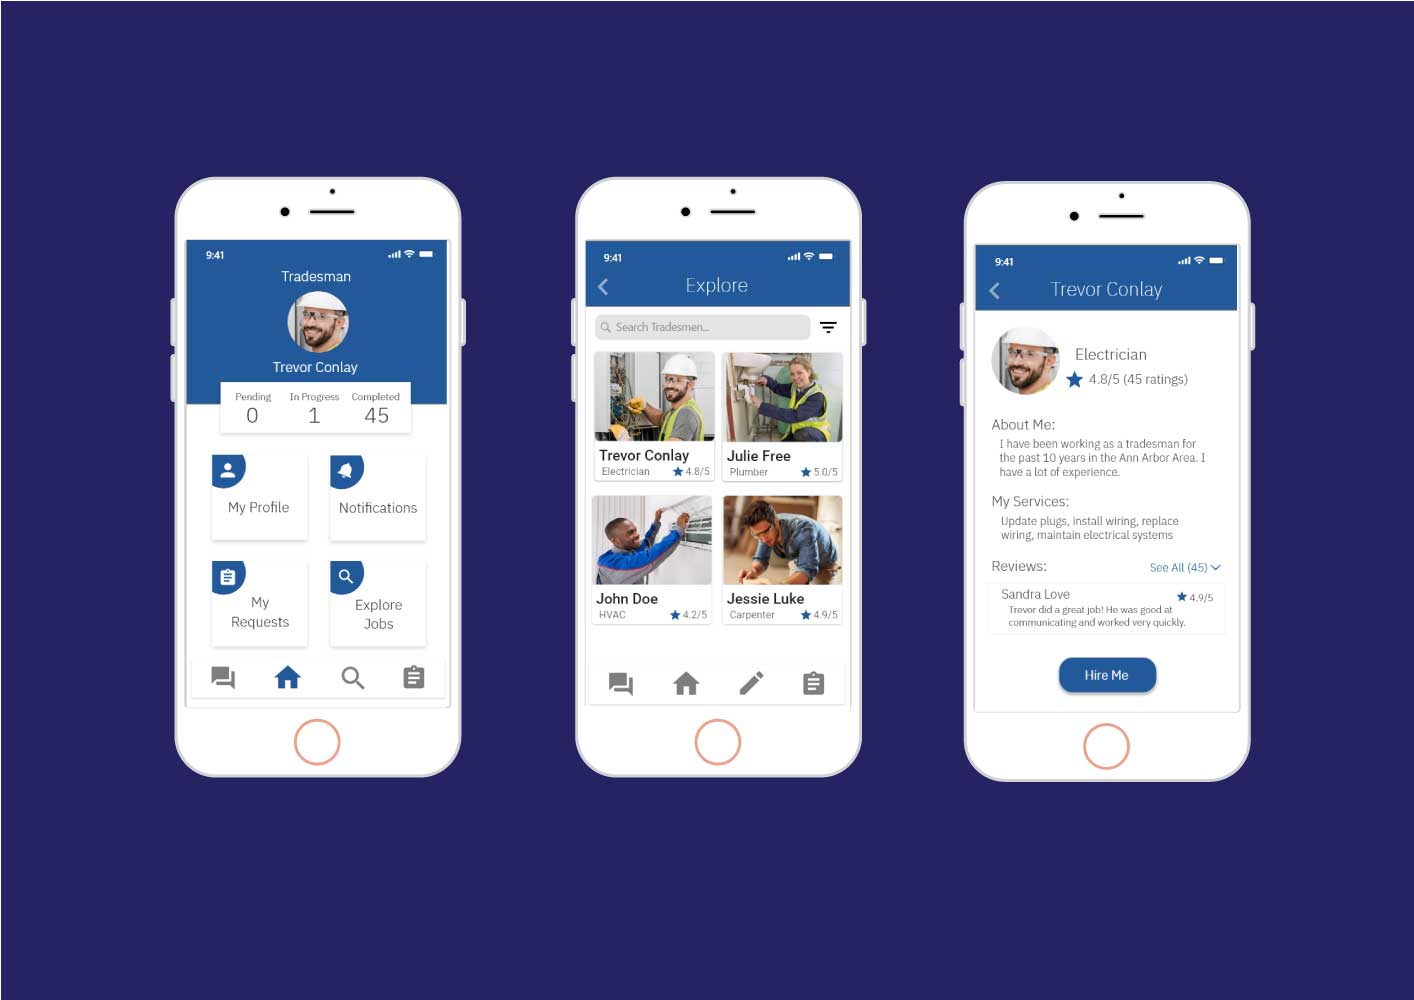 9:41
Tradesman
Trevor Conlay
Pending In Progress Completed
0 1 45
My Profile
Notifications
My
Requests
Explore
Jobs
9:41
Explore
Search Tradesmen...
Trevor Conlay
Electrician 4.8/5
Julie Free
Plumber 5.0/5
John Doe
HVAC 4.2/5
Jessie Luke
Carpenter 4.9/5
9:41
Trevor Conlay
Electrician
4.8/5 (45 ratings)
About Me:
I have been working as a tradesman for
the past 10 years in the Ann Arbor Area. I
have a lot of experience.
My Services:
Update plugs, install wiring, replace
wiring, maintain electrical systems
Reviews: See All (45)
Sandra Love 4.9/5
Trevor did a great job! He was good at
communicating and worked very quickly.
Hire Me